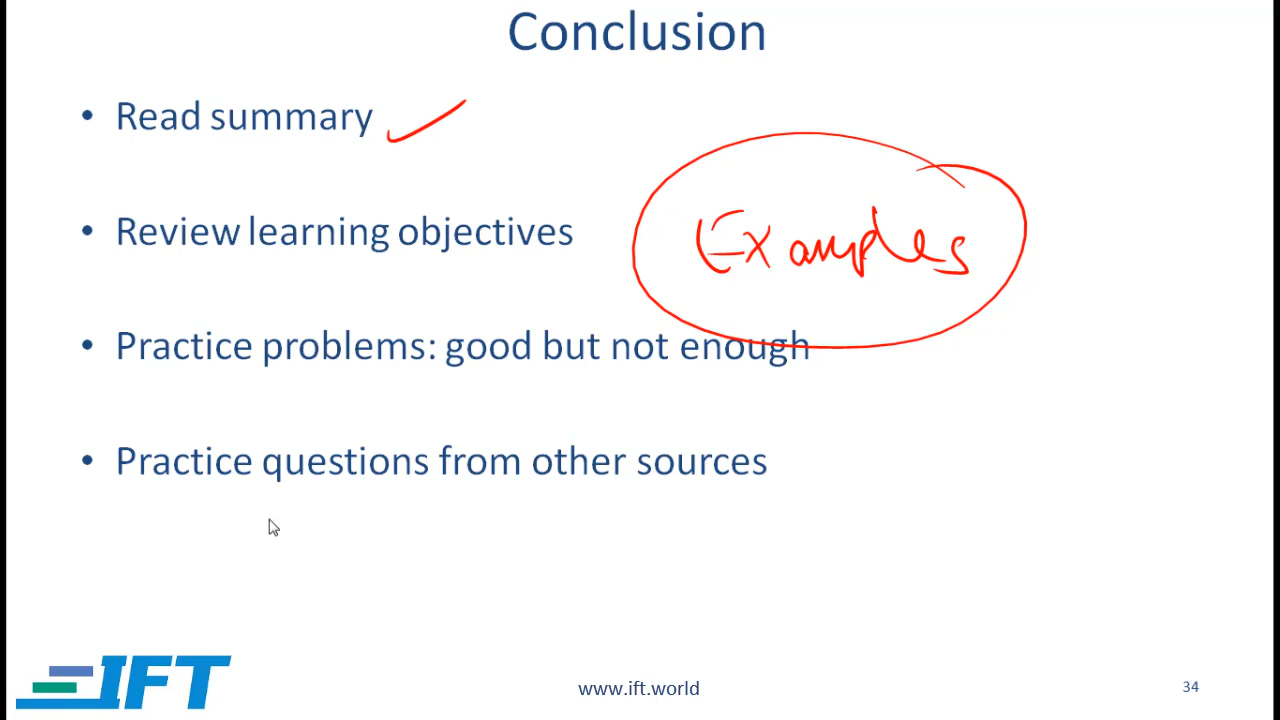 Conclusion
• Read summary
• Review learning objectives
Examples
• Practice problems: good but not enough
• Practice questions from other sources
IFT
www.ift.world
34